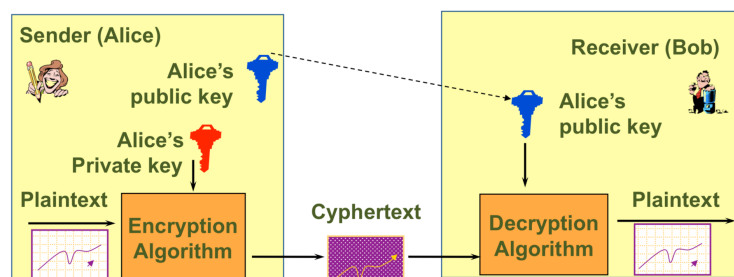 Sender (Alice)
Alice's
public key
Alice's
Private key
Plaintext
Encryption
Algorithm
Cyphertext
Receiver (Bob)
Alice's
public key
Decryption
Algorithm
Plaintext